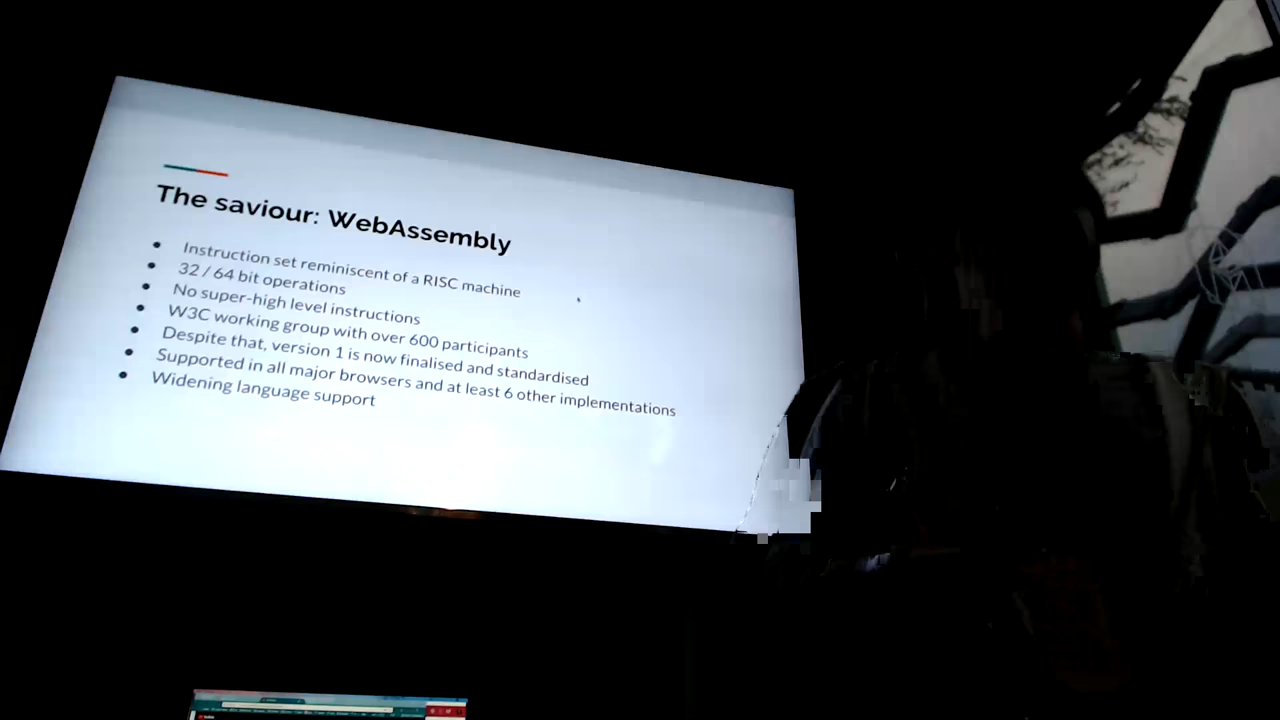 The saviour: WebAssembly
Instruction set reminiscent of a RISC machine
32 / 64 bit operations
No super-high level instructions
W3C working group with over 600 participants
Despite that, version 1 is now finalised and standardised
Supported in all major browsers and at least 6 other implementations
Widening language support